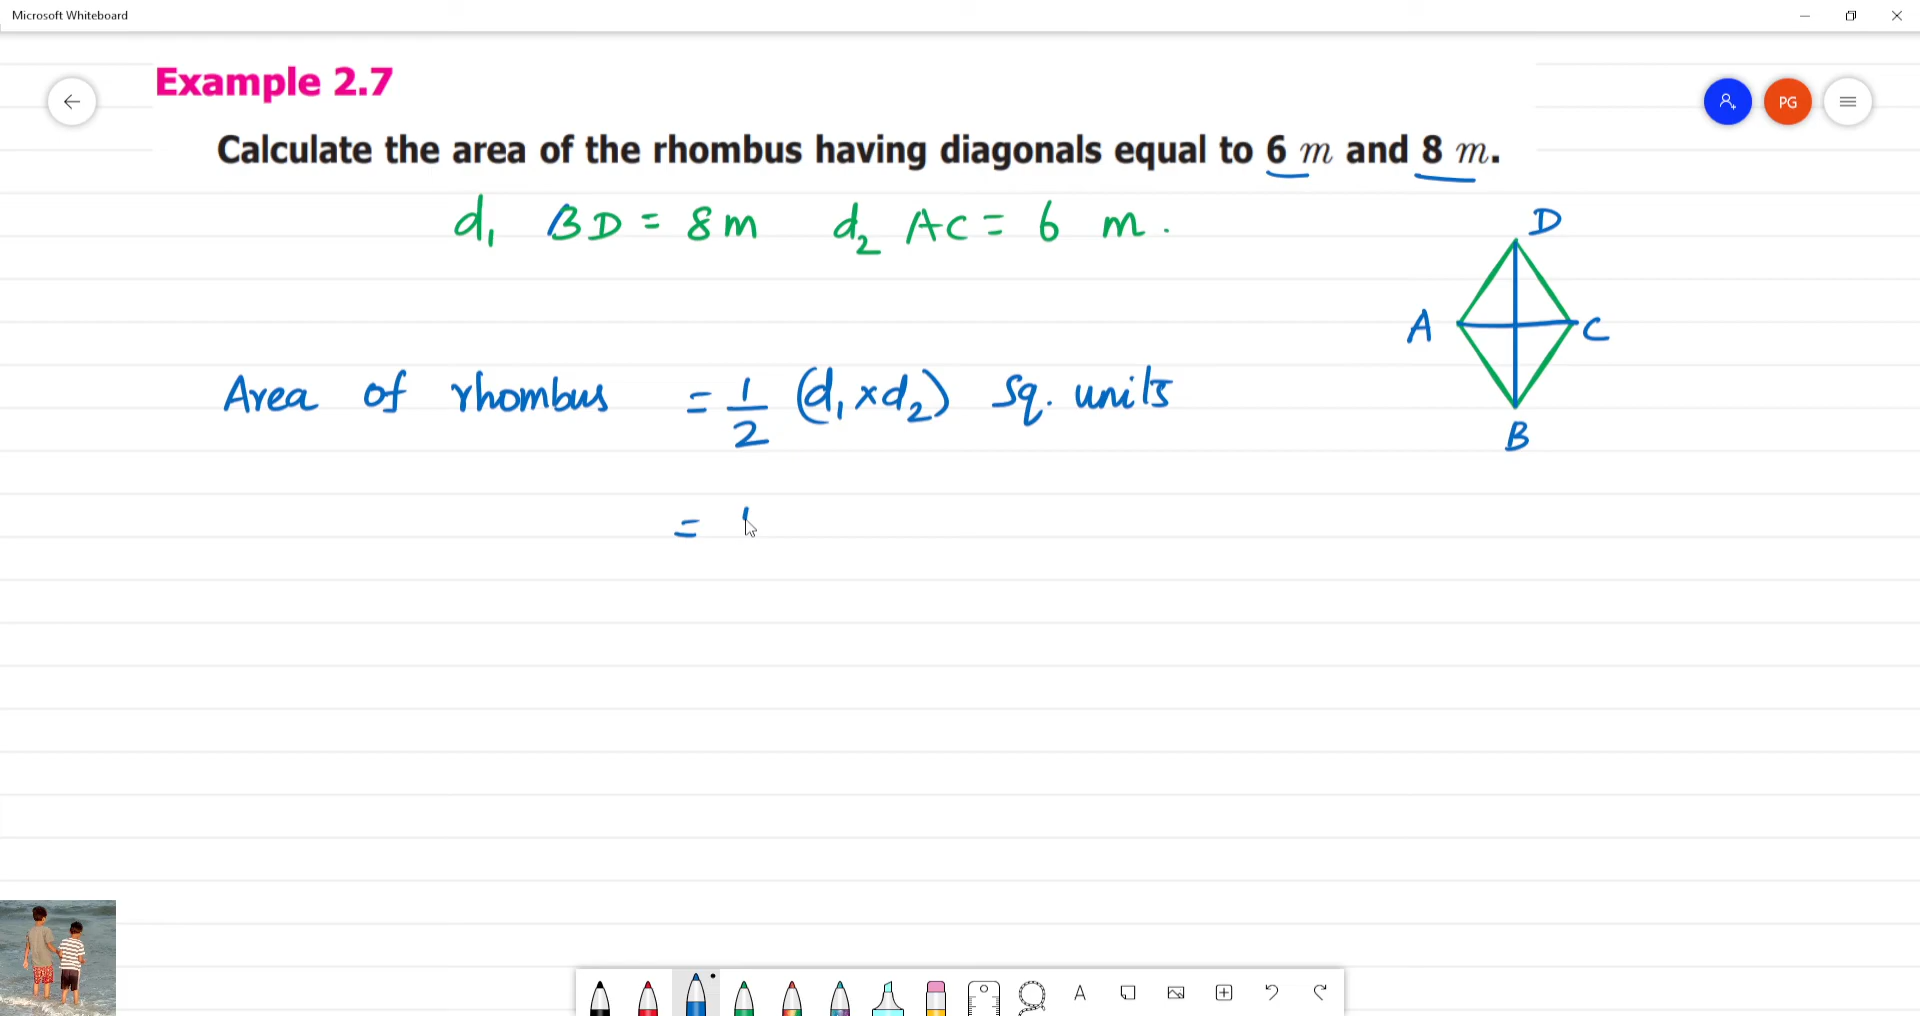 Microsoft Whiteboard
Example 2.7
PG
Calculate the area of the rhombus having diagonals equal to 6 m and 8 m.
d1 BD = 8m d2 AC = 6 m.
D
A
C
Area of rhombus = 1/2 (d1 x d2) Sq. units
B
= 1
A